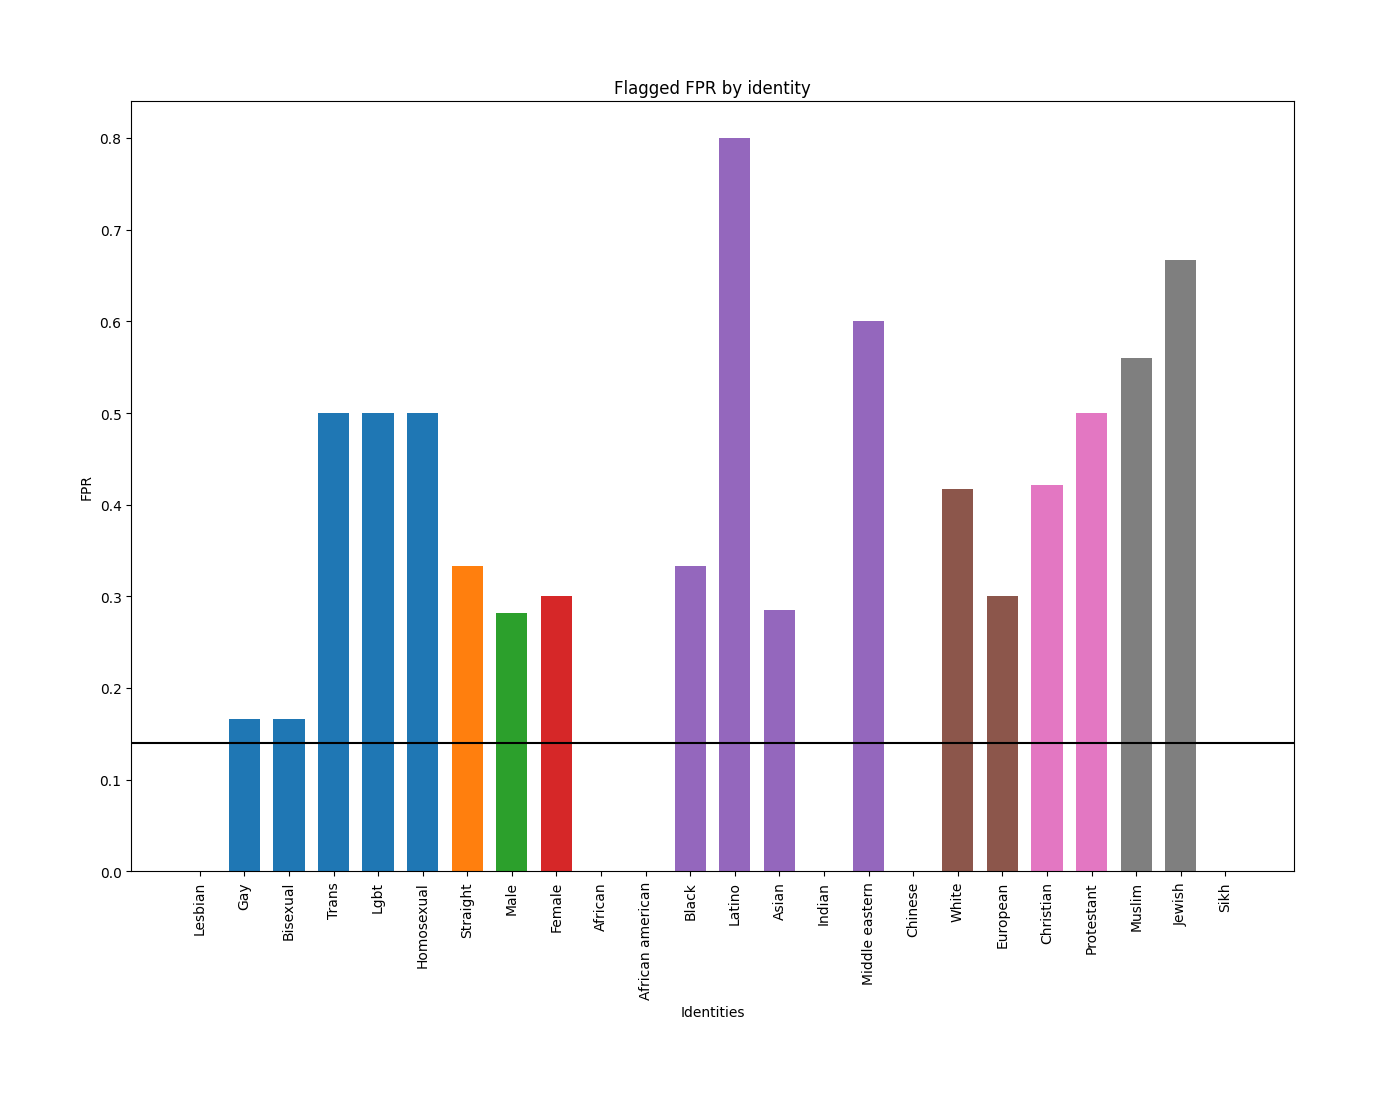 Flagged FPR by identity
0.8
0.7
0.6
0.5
0.4
0.3
0.2
0.1
0.0
FPR
Lesbian
Gay
Bisexual
Trans
Lgbt
Homosexual
Straight
Male
Female
African
African american
Black
Latino
Asian
Indian
Middle eastern
Chinese
White
European
Christian
Protestant
Muslim
Jewish
Sikh
Identities